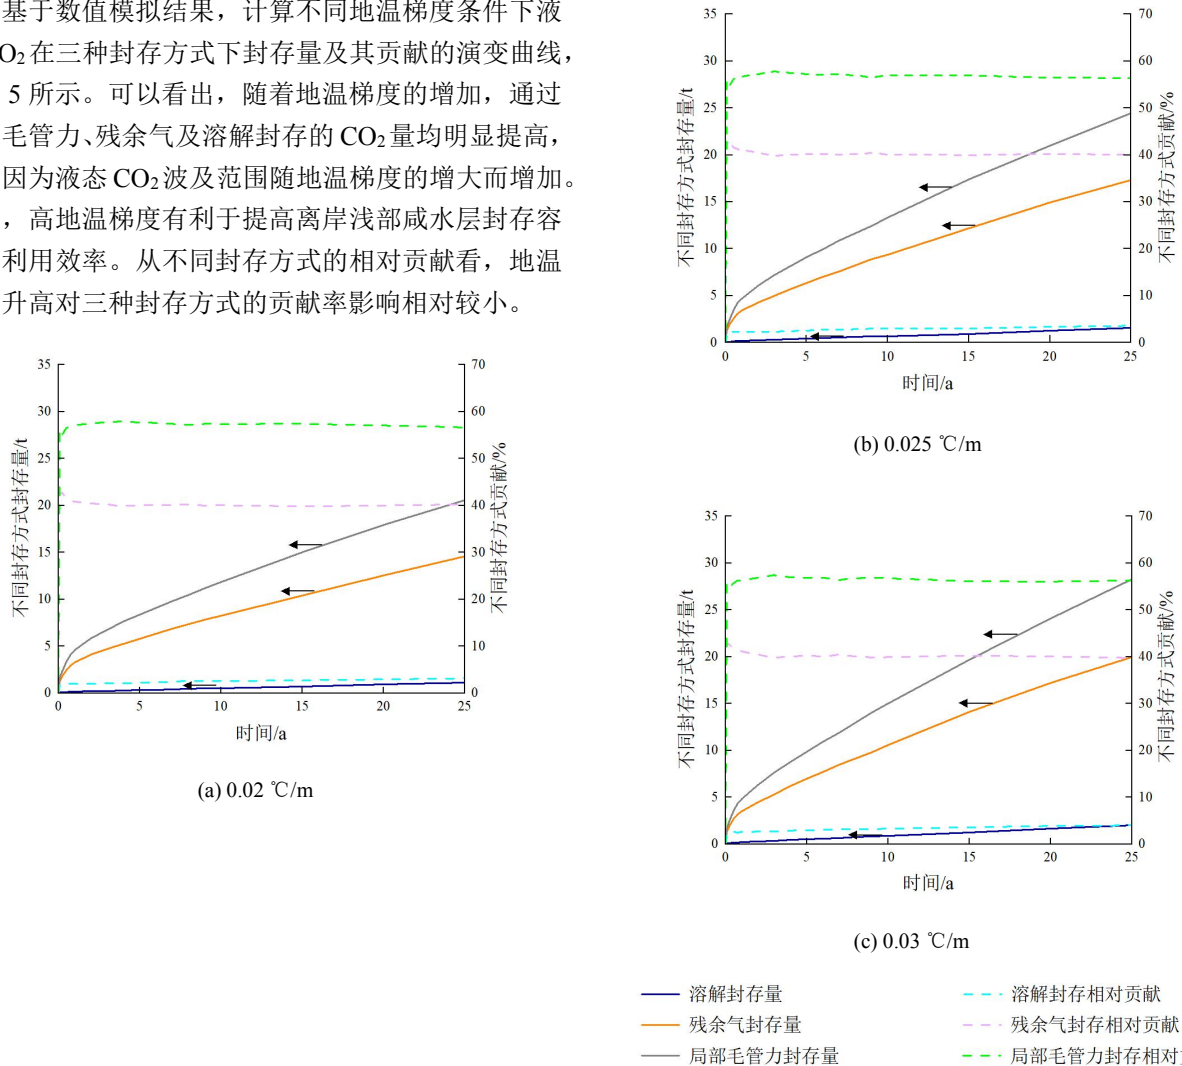 基于数值模拟结果，计算不同地温梯度条件下液
O₂在三种封存方式下封存量及其贡献的演变曲线，
5 所示。可以看出，随着地温梯度的增加，通过
毛管力、残余气及溶解封存的 CO₂量均明显提高，
因为液态 CO₂波及范围随地温梯度的增大而增加。
，高地温梯度有利于提高离岸浅部咸水层封存容
利用效率。从不同封存方式的相对贡献看，地温
升高对三种封存方式的贡献率影响相对较小。
不同封存方式封存量/t
35
30
25
20
15
10
5
0
0 5 10 15 20 25
时间/a
70
60
50
40
30
20
10
0
不同封存方式贡献/%
(a) 0.02 ℃/m
不同封存方式封存量/t
35
30
25
20
15
10
5
0
0 5 10 15 20 25
时间/a
70
60
50
40
30
20
10
0
不同封存方式贡献/%
(b) 0.025 ℃/m
不同封存方式封存量/t
35
30
25
20
15
10
5
0
0 5 10 15 20 25
时间/a
70
60
50
40
30
20
10
0
不同封存方式贡献/%
(c) 0.03 ℃/m
溶解封存量
残余气封存量
局部毛管力封存量
溶解封存相对贡献
残余气封存相对贡献
局部毛管力封存相对